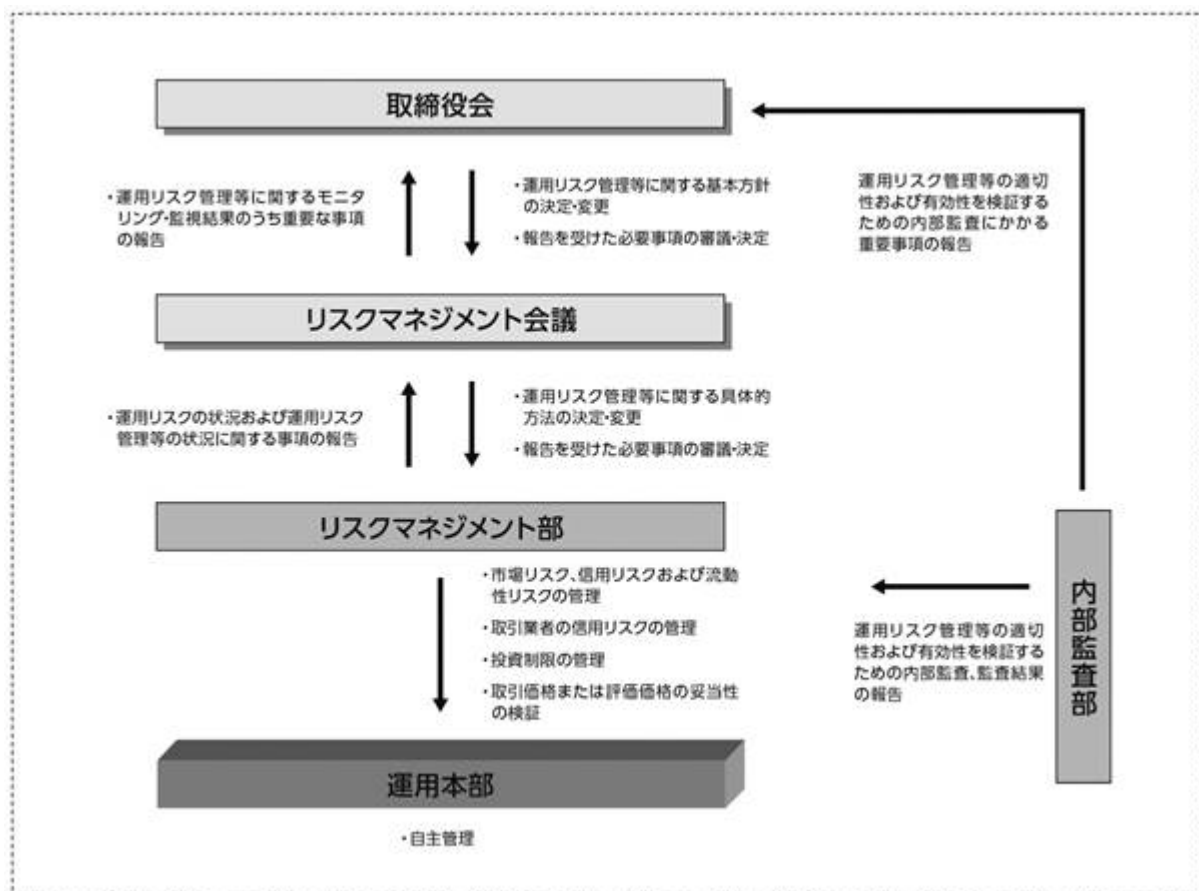 取締役会
・運用リスク管理等に関するモニタ
リング・監視結果のうち重要な事項
の報告
・運用リスク管理等に関する基本方針
の決定・変更
・報告を受けた必要事項の審議・決定
運用リスク管理等の適切
性および有効性を検証する
ための内部監査にかかる
重要事項の報告
リスクマネジメント会議
・運用リスクの状況および運用リスク
管理等の状況に関する事項の報告
・運用リスク管理等に関する具体的
方法の決定・変更
・報告を受けた必要事項の審議・決定
リスクマネジメント部
・市場リスク、信用リスクおよび流動
性リスクの管理
・取引業者の信用リスクの管理
・投資制限の管理
・取引価格または評価価格の妥当性
の検証
運用リスク管理等の適切
性および有効性を検証する
ための内部監査、監査結果
の報告
内部監査部
運用本部
・自主管理